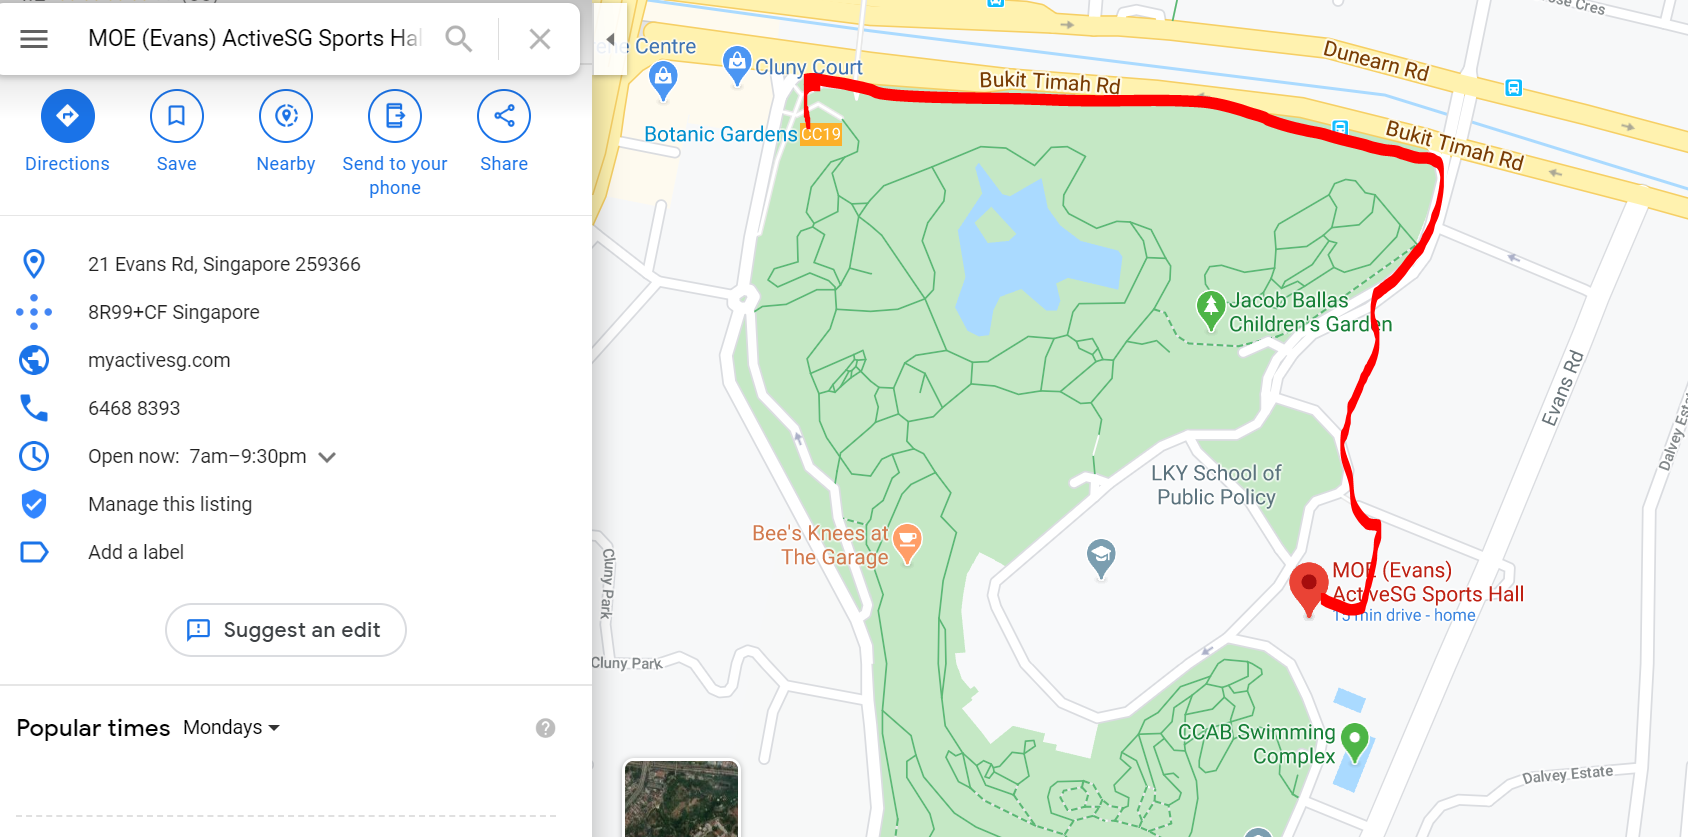 MOE (Evans) ActiveSG Sports Hal
Directions
Save
Nearby
Send to your
phone
Share
21 Evans Rd, Singapore 259366
8R99+CF Singapore
myactivesg.com
6468 8393
Open now: 7am–9:30pm
Manage this listing
Add a label
Suggest an edit
Popular times Mondays
?
Centre
Cluny Court
Botanic Gardens CC19
Bukit Timah Rd
Dunearn Rd
Cres
Bukit Timah Rd
Jacob Ballas
Children's Garden
Evans Rd
Dalvey Estate
LKY School of
Public Policy
Bee's Knees at
The Garage
Cluny Park
Cluny Park
MOE (Evans)
ActiveSG Sports Hall
15 min drive - home
CCAB Swimming
Complex
Dalvey Estate